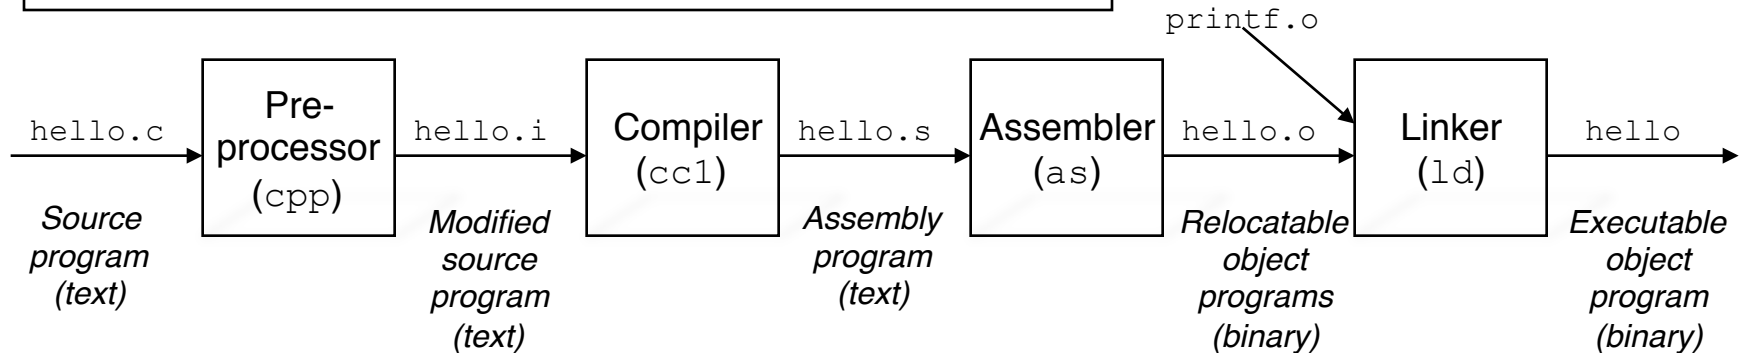 printf.o
hello.c
Pre-
processor
(cpp)
hello.i
Compiler
(cc1)
hello.s
Assembler
(as)
hello.o
Linker
(ld)
hello
Source
program
(text)
Modified
source
program
(text)
Assembly
program
(text)
Relocatable
object
programs
(binary)
Executable
object
program
(binary)